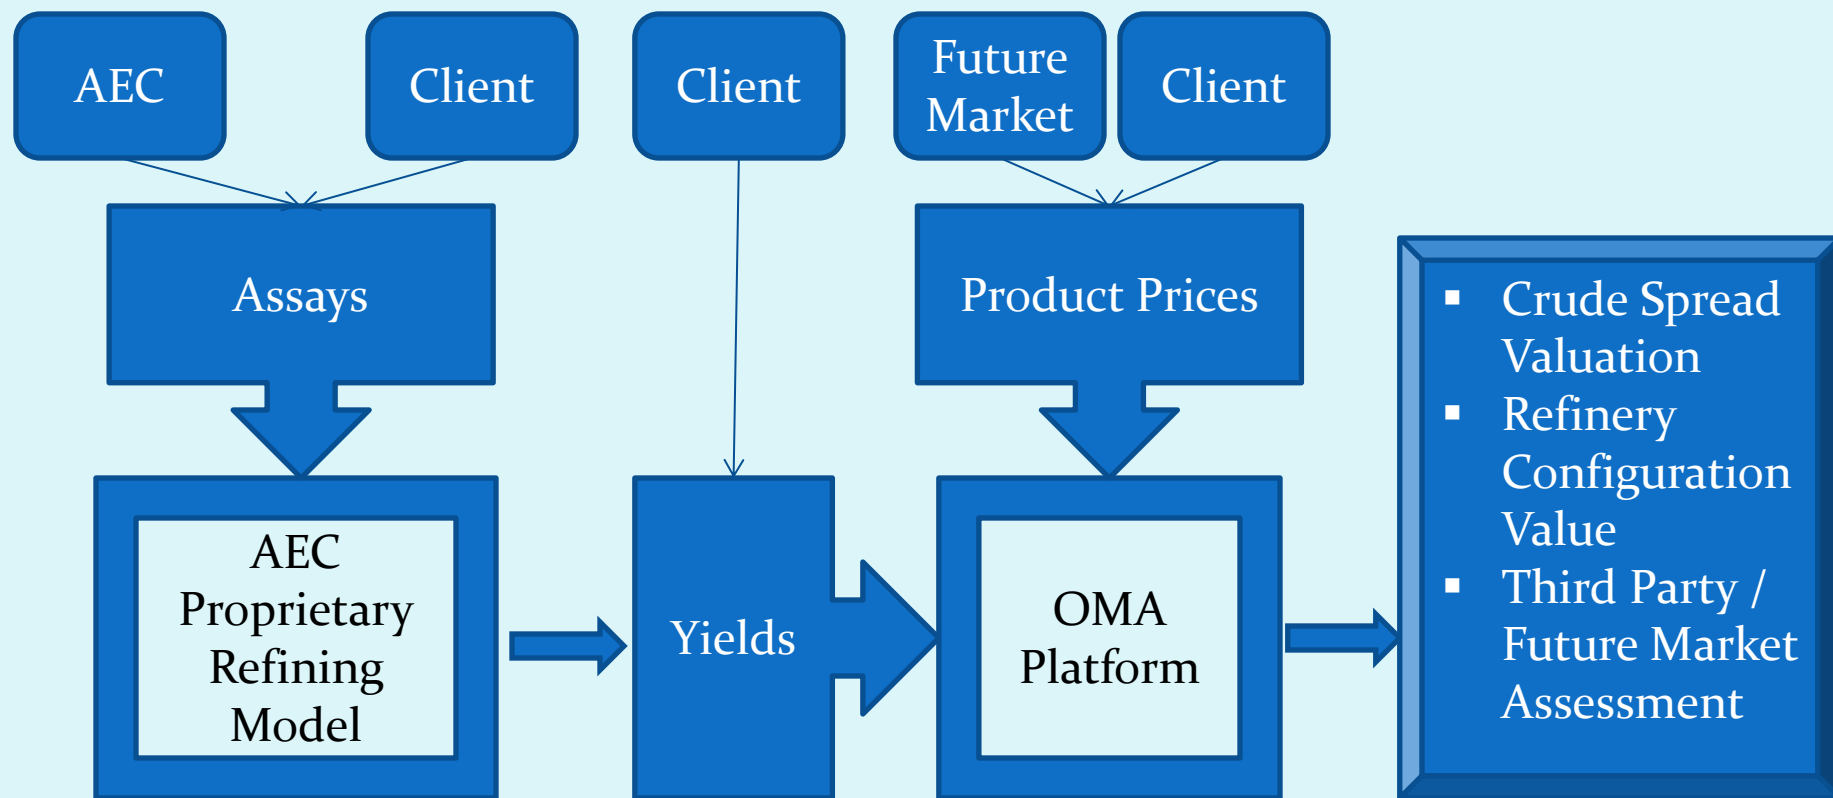 AEC
Client
Client
Future
Market
Client
Assays
Product Prices
AEC
Proprietary
Refining
Model
Yields
OMA
Platform
▪ Crude Spread
Valuation
▪ Refinery
Configuration
Value
▪ Third Party /
Future Market
Assessment